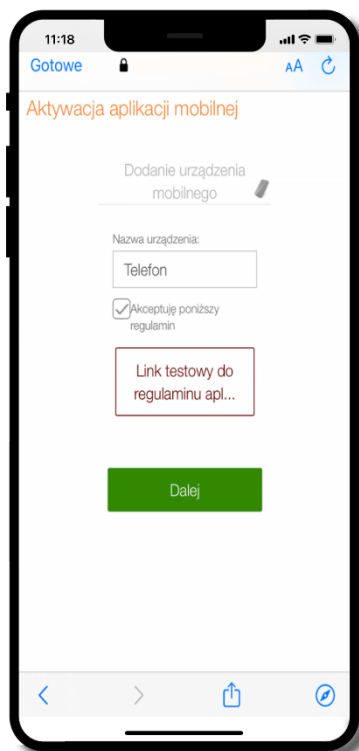 11:18
Gotowe
AA
Aktywacja aplikacji mobilnej
Dodanie urządzenia
mobilnego
Nazwa urządzenia:
Telefon
Akceptuję poniższy
regulamin
Link testowy do
regulaminu apl...
Dalej